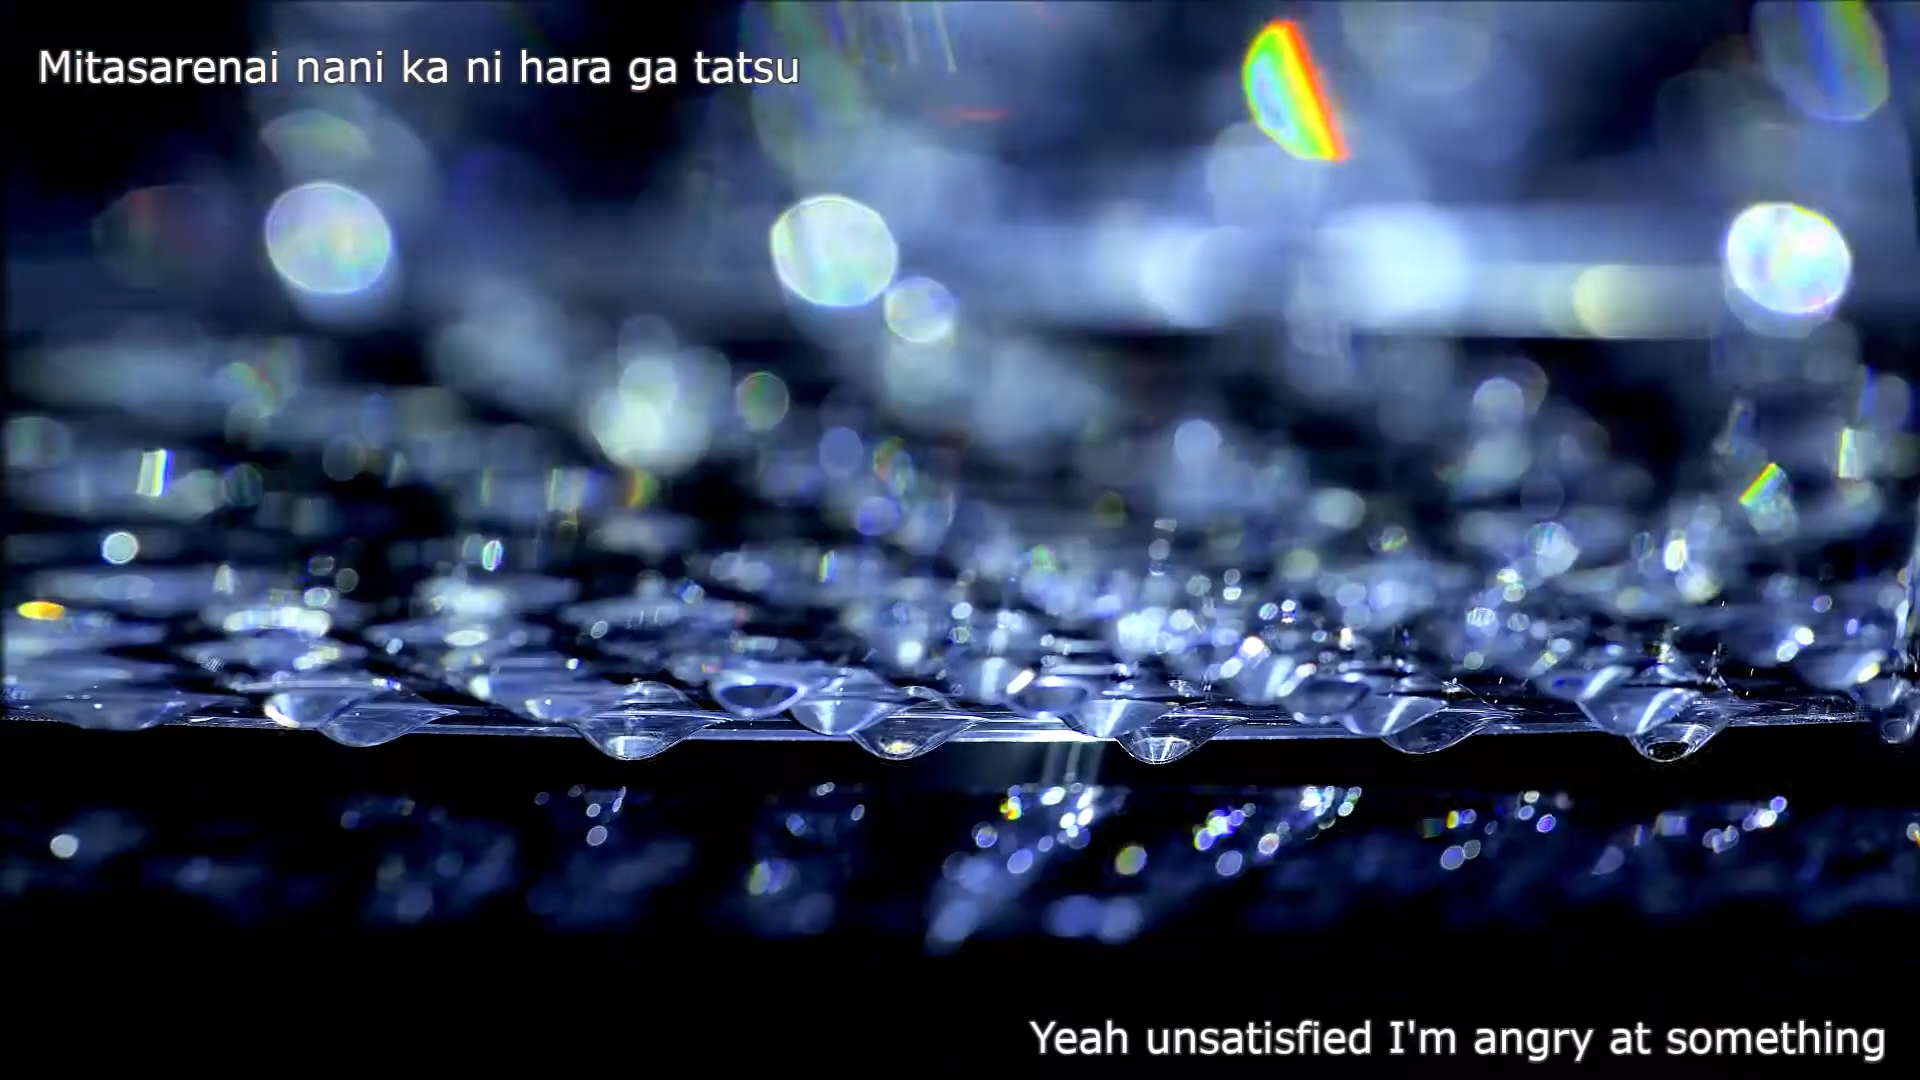 Mitasarenai nani ka ni hara ga tatsu
Yeah unsatisfied I'm angry at something